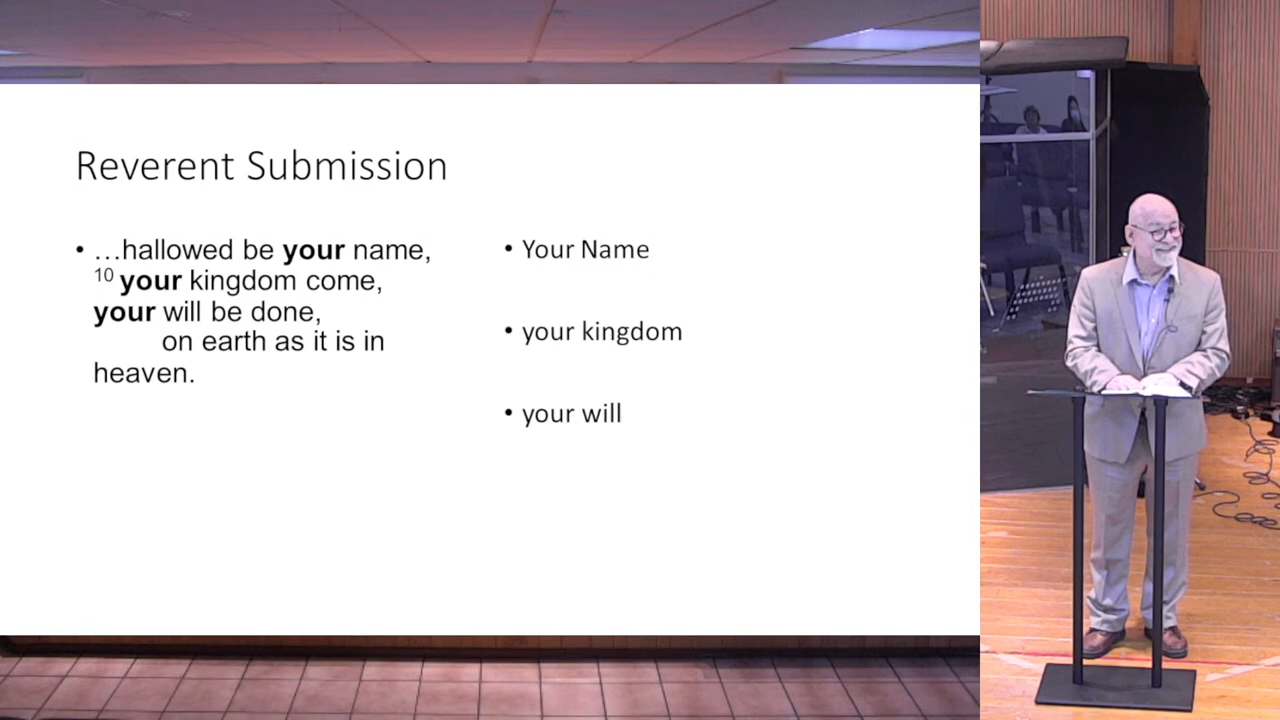 Reverent Submission
• …hallowed be your name,
10 your kingdom come,
your will be done,
on earth as it is in
heaven.
• Your Name
• your kingdom
• your will